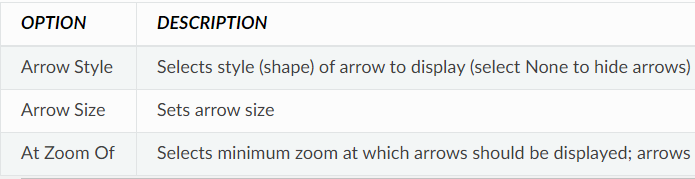 OPTION DESCRIPTION
Arrow Style Selects style (shape) of arrow to display (select None to hide arrows)
Arrow Size Sets arrow size
At Zoom Of Selects minimum zoom at which arrows should be displayed; arrows